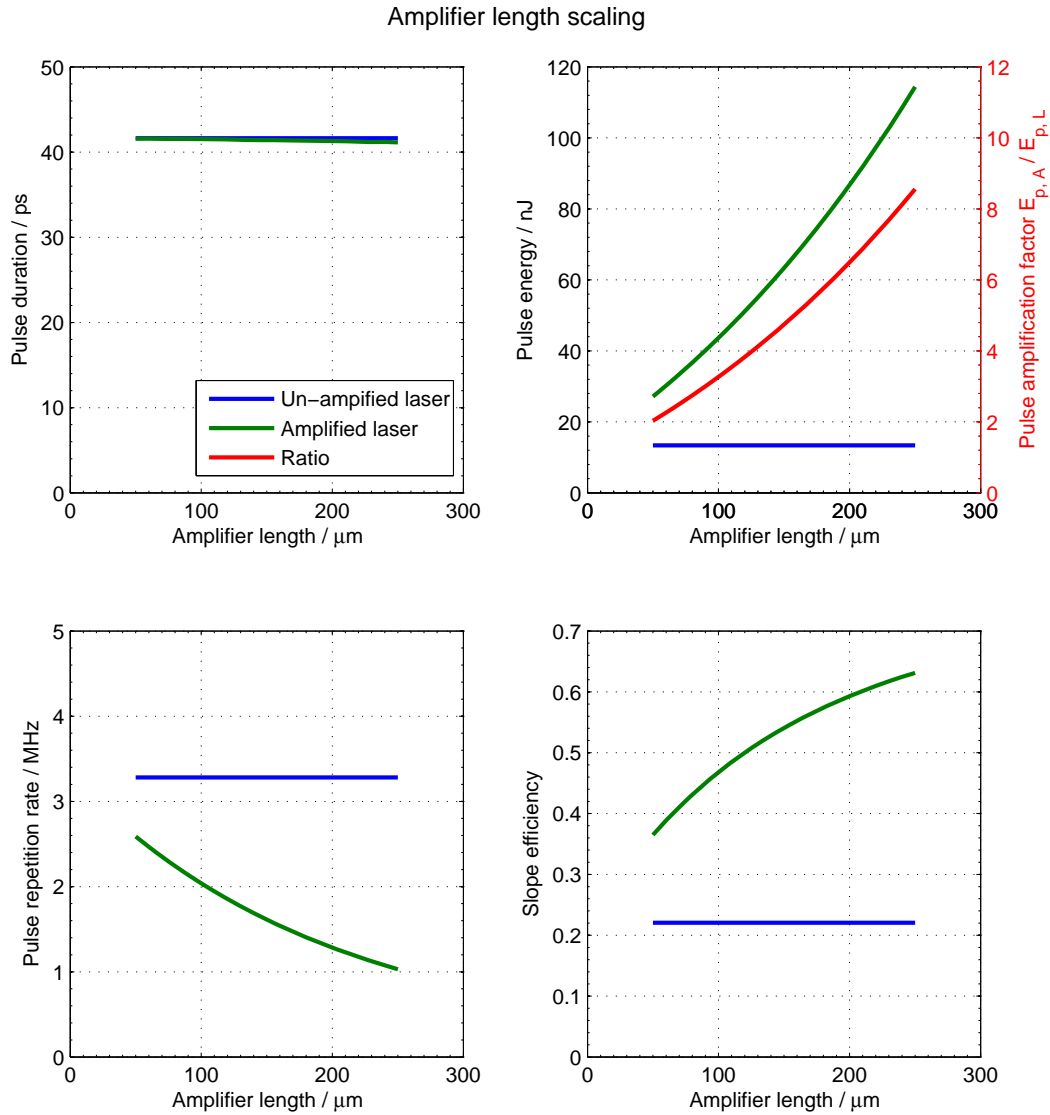 Amplifier length scaling
50
40
30
20
10
0
Pulse duration / ps
Un−ampified laser
Amplified laser
Ratio
0 100 200 300
Amplifier length / μm
120
100
80
60
40
20
0
Pulse energy / nJ
12
10
8
6
4
2
0
Pulse amplification factor E_p, A / E_p, L
0 100 200 300
Amplifier length / μm
5
4
3
2
1
0
Pulse repetition rate / MHz
0 100 200 300
Amplifier length / μm
0.7
0.6
0.5
0.4
0.3
0.2
0.1
0
Slope efficiency
0 100 200 300
Amplifier length / μm